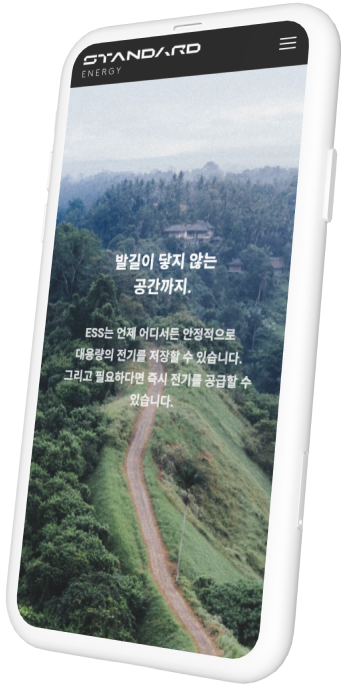 STANDARD
ENERGY
발길이 닿지 않는
공간까지.
ESS는 언제 어디서든 안정적으로
대용량의 전기를 저장할 수 있습니다.
그리고 필요하다면 즉시 전기를 공급할 수
있습니다.